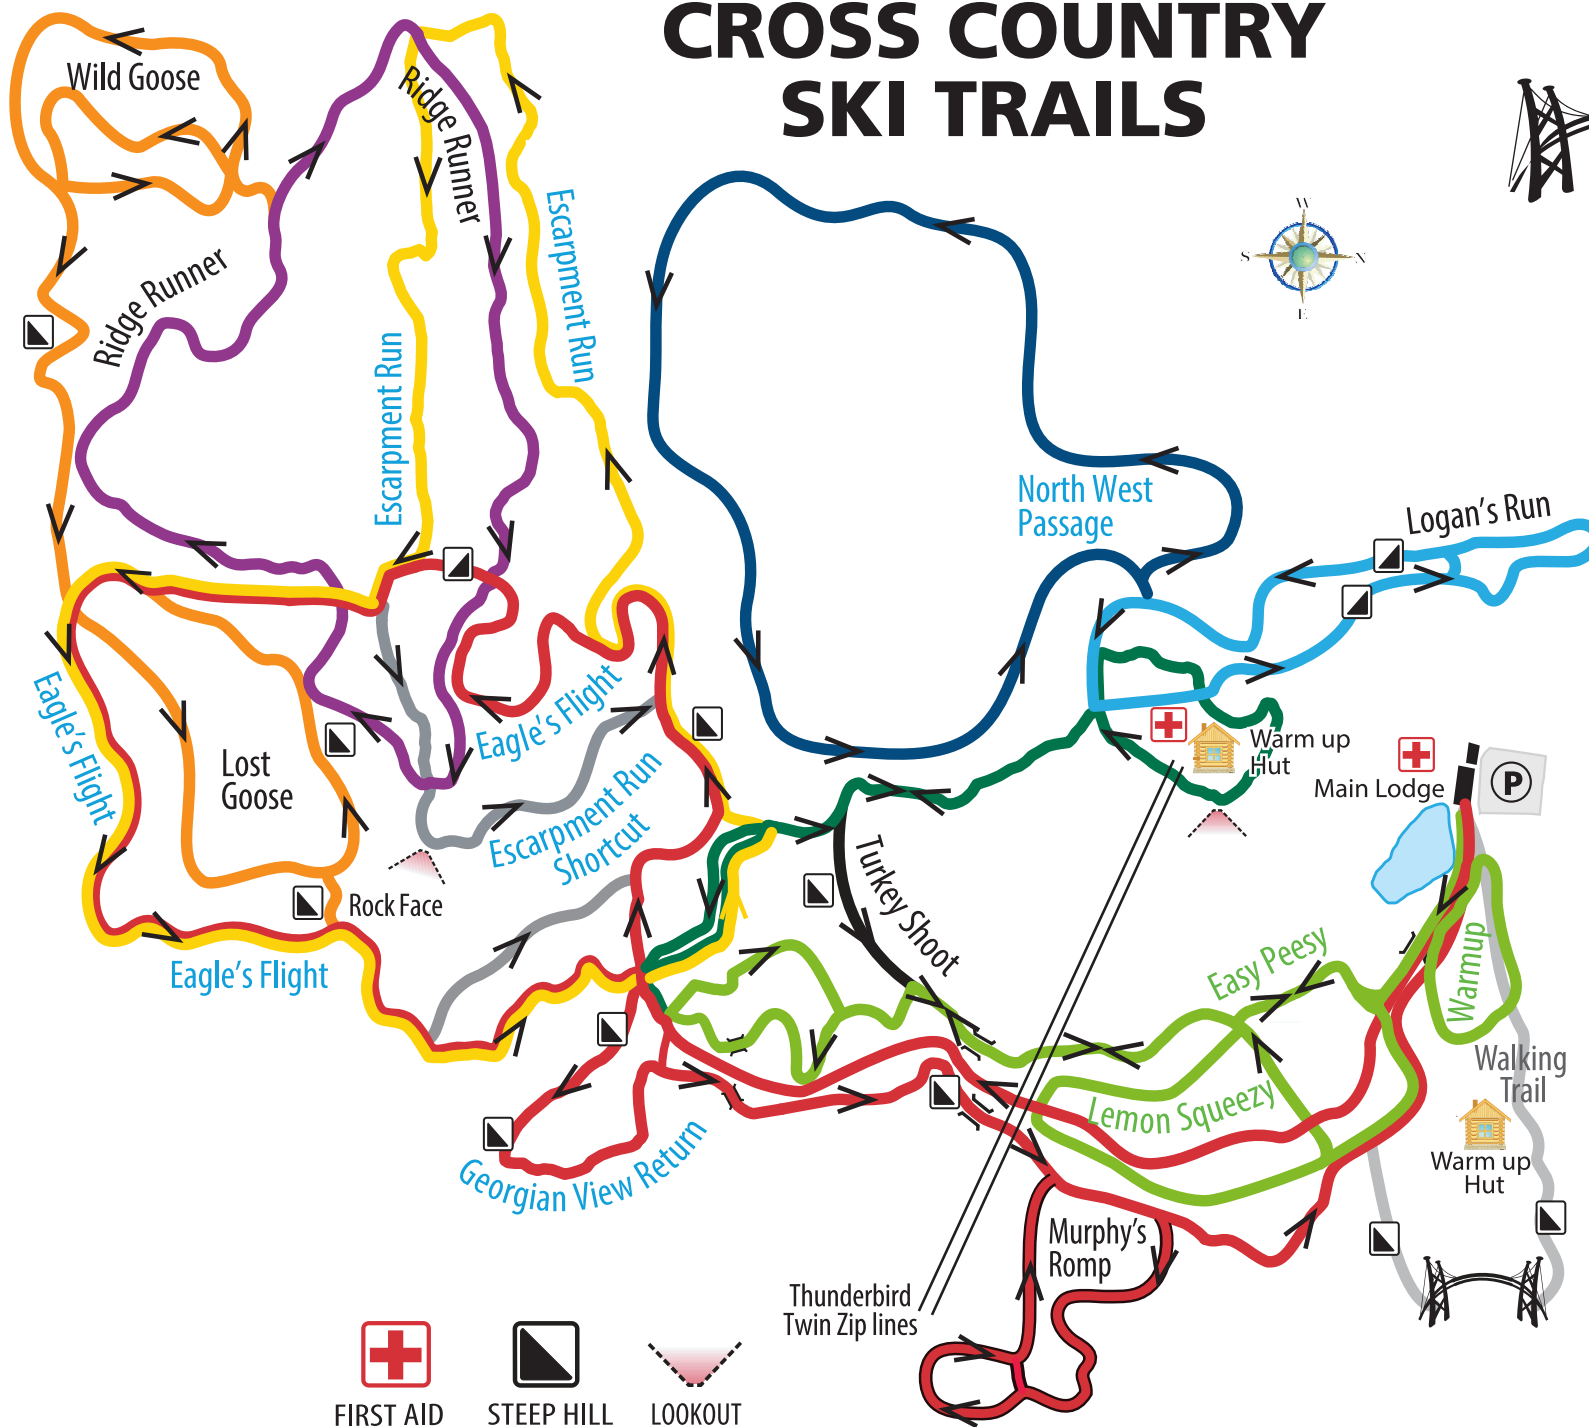 CROSS COUNTRY
SKI TRAILS
Wild Goose
Ridge Runner
Ridge Runner
Escarpment Run
Escarpment Run
W
S
N
E
North West
Passage
Logan's Run
Eagle's Flight
Eagle's Flight
Lost
Goose
Escarpment Run
Shortcut
Warm up
Hut
Main Lodge
P
Rock Face
Turkey Shoot
Eagle's Flight
Easy Peesy
Warmup
Walking
Trail
Lemon Squeezy
Georgian View Return
Warm up
Hut
Murphy's
Romp
Thunderbird
Twin Zip lines
FIRST AID
STEEP HILL
LOOKOUT